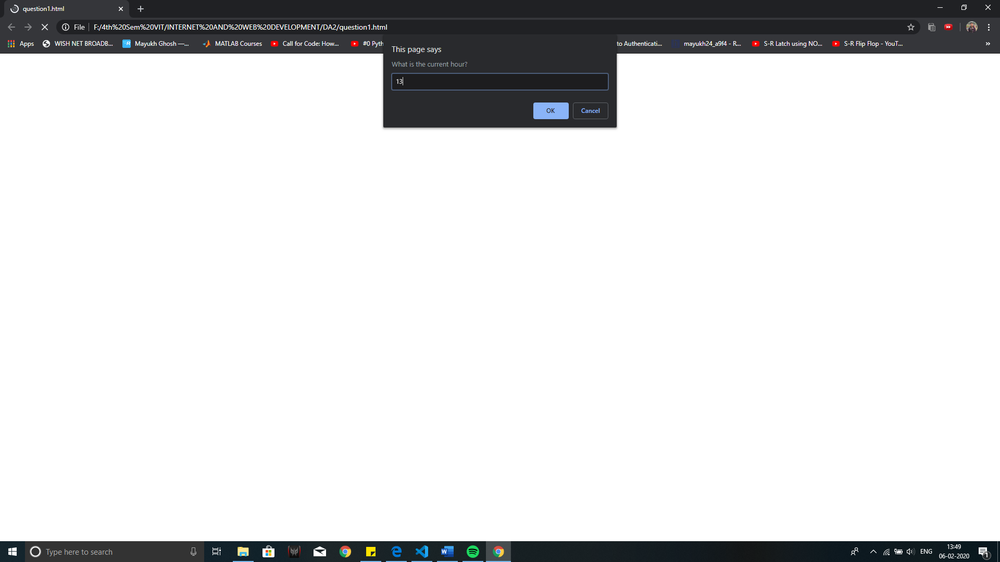 question1.html
File
F:/4th%20Sem%20VIT/INTERNET%20AND%20WEB%20DEVELOPMENT/DA2/question1.html
Apps WISH NET BROADB... Mayukh Ghosh —... MATLAB Courses Call for Code: How... #0 Pyth to Authenticati... mayukh24_a9f4 - R... S-R Latch using NO... S-R Flip Flop - YouT... »
This page says
What is the current hour?
13
OK Cancel
Type here to search
ENG
13:49
06-02-2020
1